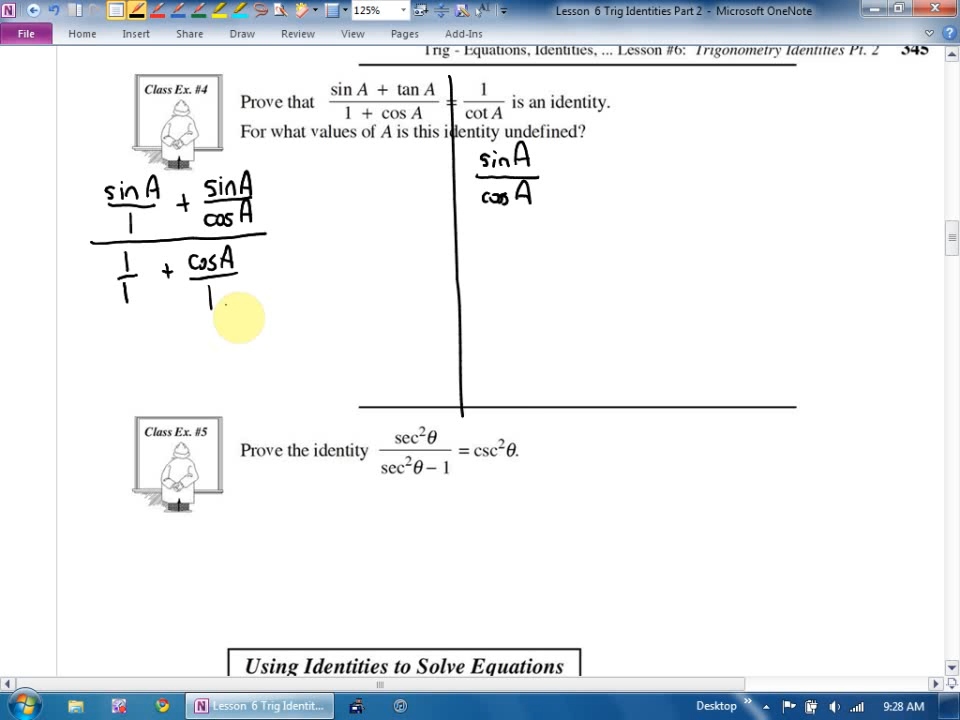 125%
Lesson 6 Trig Identities Part 2 - Microsoft OneNote
File Home Insert Share Draw Review View Pages Add-Ins
Trig - Equations, Identities, ... Lesson #6: Trigonometry Identities Pt. 2 345
Class Ex. #4
Prove that (sin A + tan A)/(1 + cos A) = 1/cot A is an identity.
For what values of A is this identity undefined?
sinA/cosA
sinA/1 + sinA/cosA
1/1 + cosA/1
Class Ex. #5
Prove the identity sec²θ/(sec²θ − 1) = csc²θ.
Using Identities to Solve Equations
Lesson 6 Trig Identit...
Desktop
9:28 AM